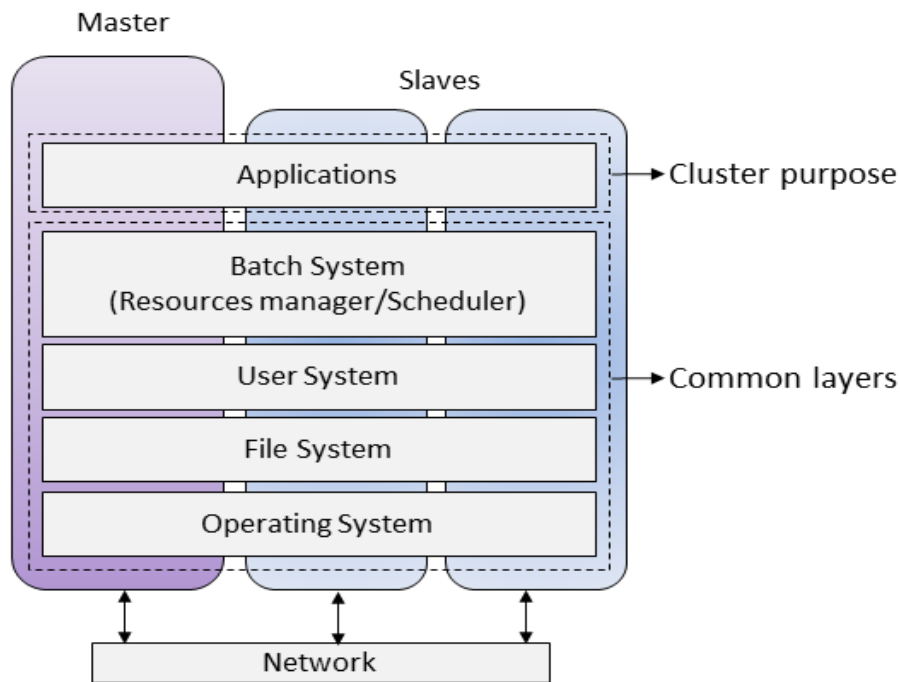 Master
Slaves
Applications
Cluster purpose
Batch System
(Resources manager/Scheduler)
User System
Common layers
File System
Operating System
Network